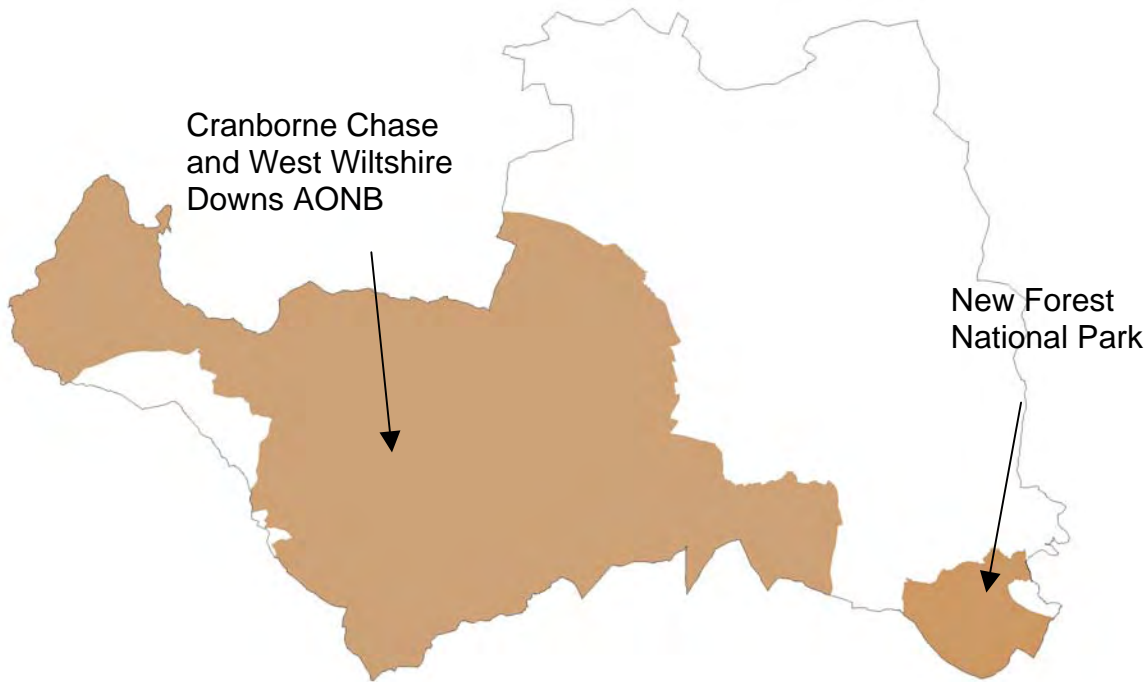 Cranborne Chase
and West Wiltshire
Downs AONB
New Forest
National Park